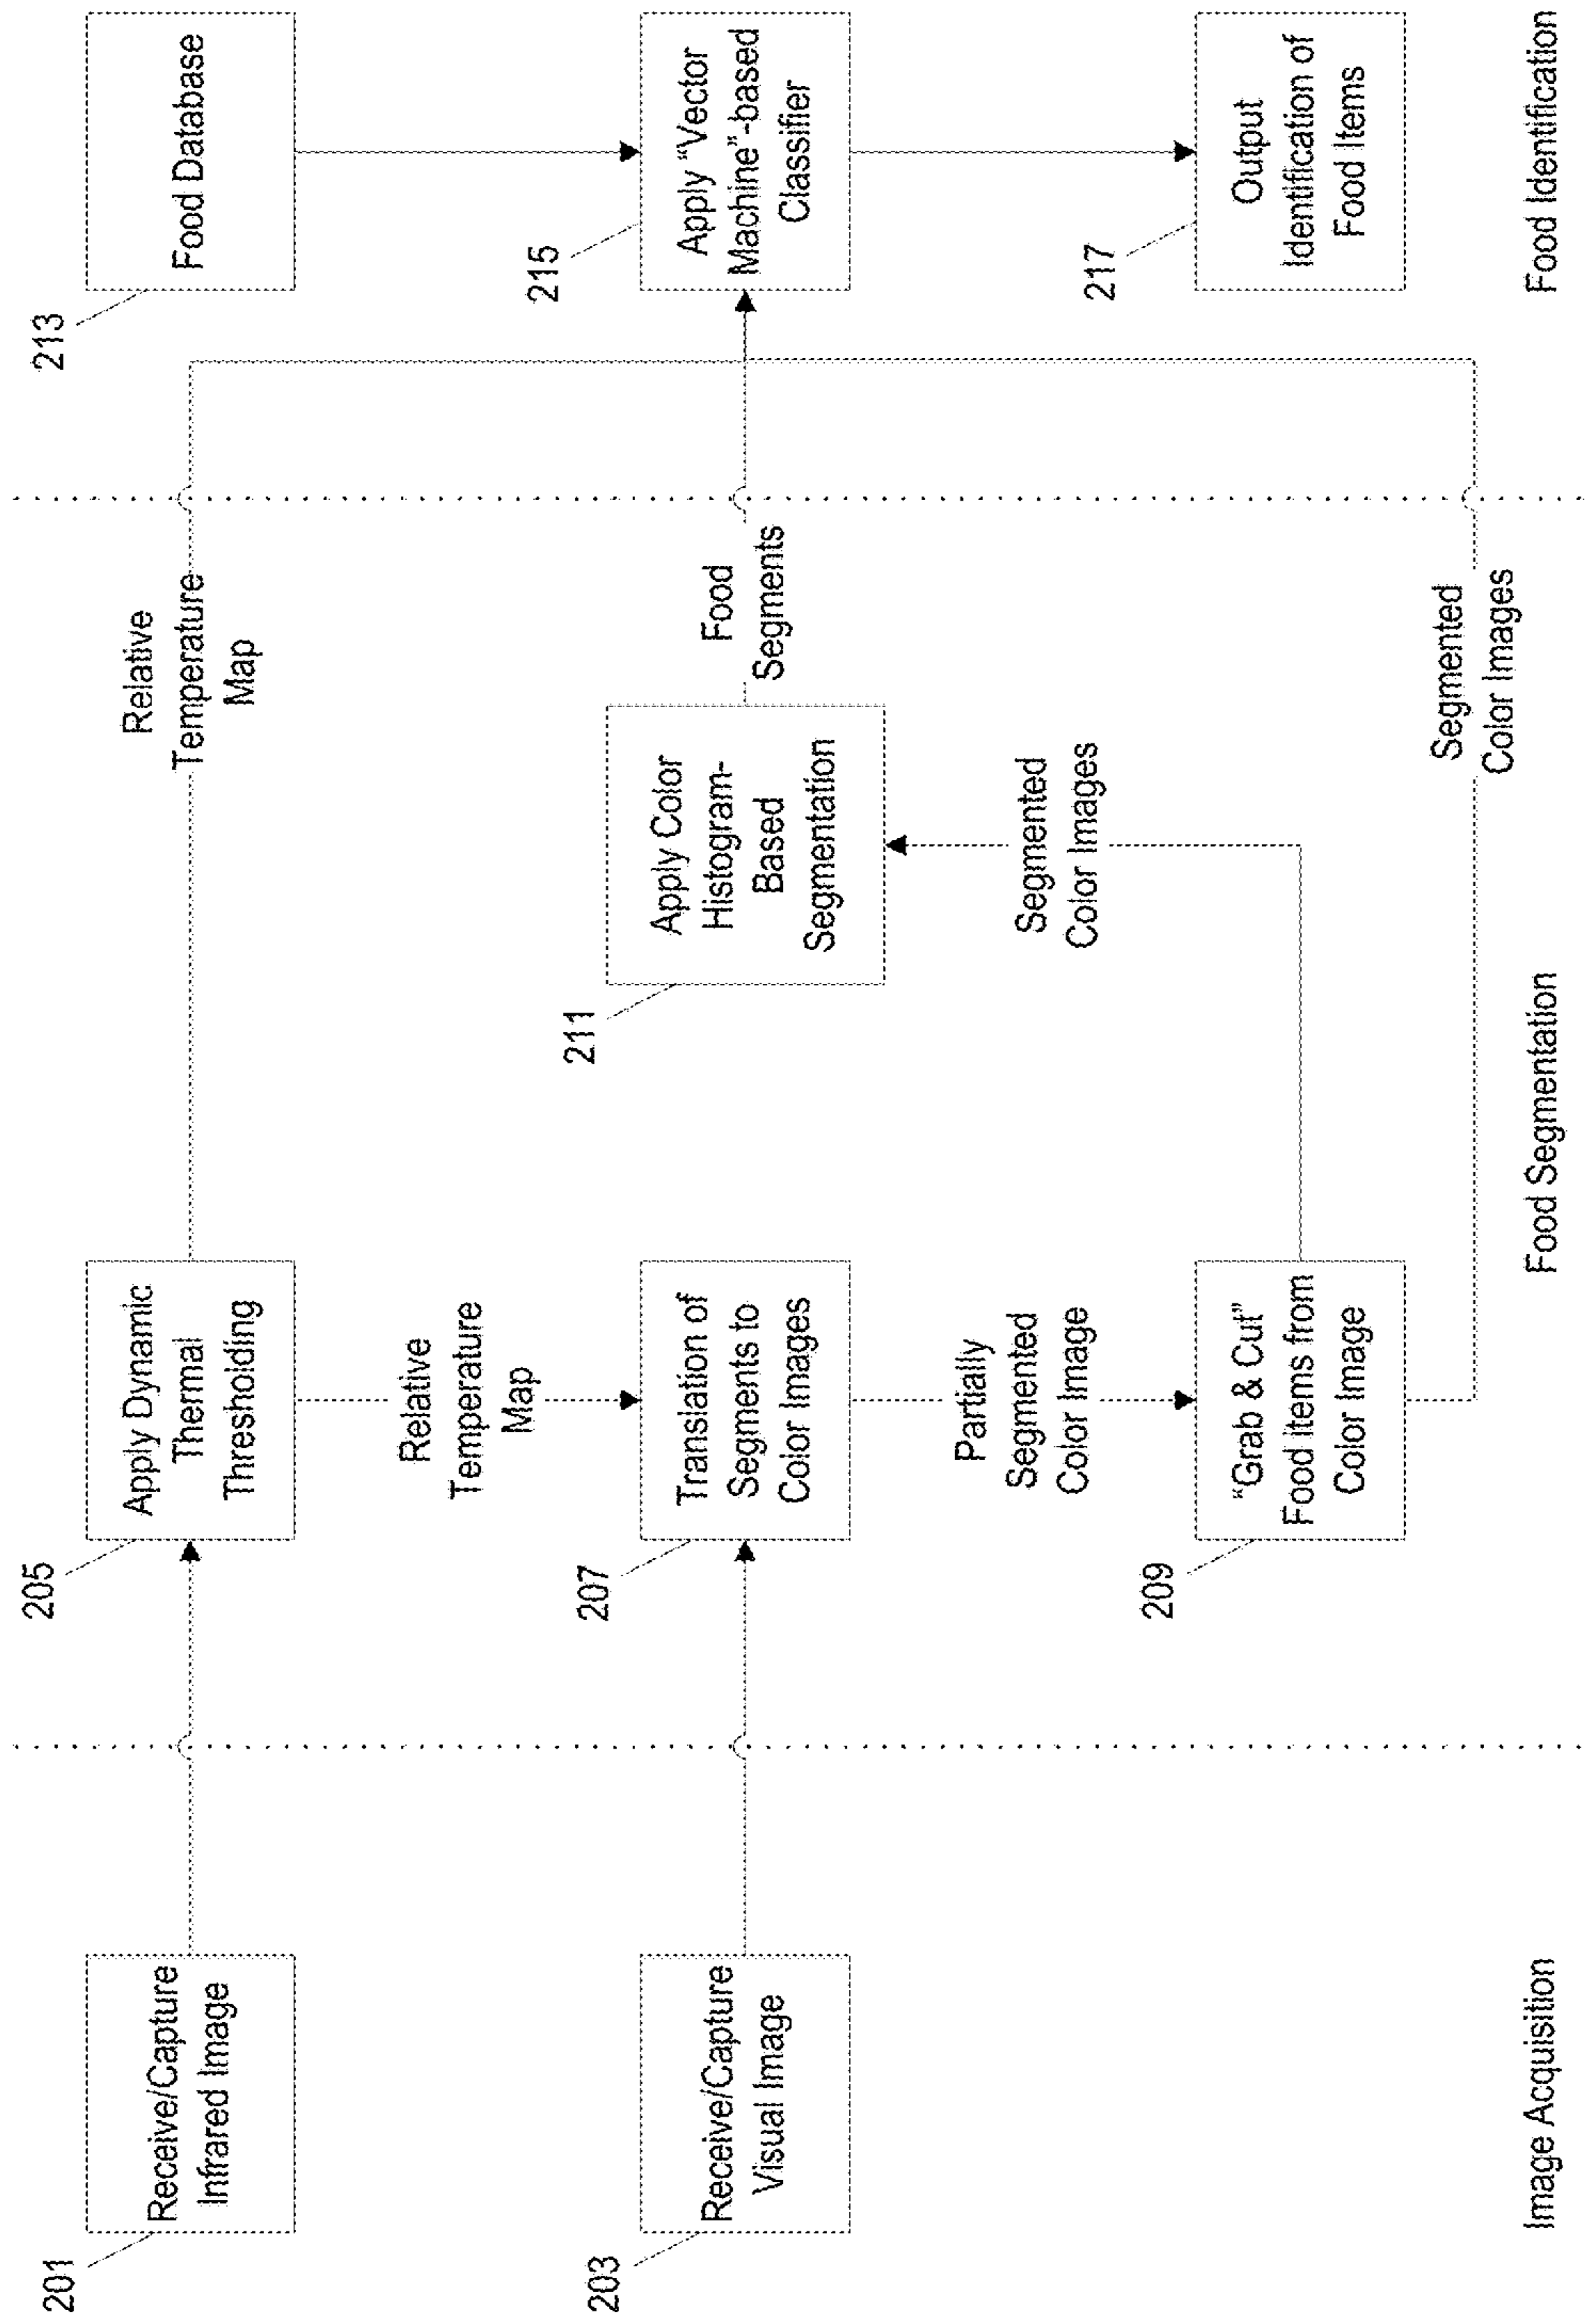 201
Receive/Capture
Infrared Image
203
Receive/Capture
Visual Image
Image Acquisition
205
Apply Dynamic
Thermal
Thresholding
Relative
Temperature
Map
207
Translation of
Segments to
Color Images
Partially
Segmented
Color Image
209
“Grab & Cut”
Food items from
Color Image
211
Apply Color
Histogram-
Based
Segmentation
Segmented
Color Images
Relative
Temperature
Map
Food
Segments
Segmented
Color Images
Food Segmentation
213
Food Database
215
Apply “Vector
Machine”-based
Classifier
217
Output
Identification of
Food Items
Food Identification